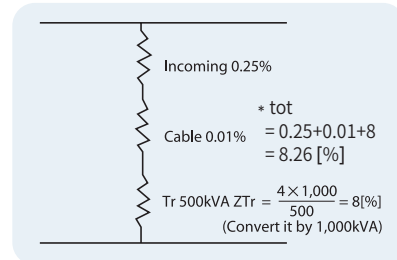 Incoming 0.25%
* tot
Cable 0.01%
= 0.25+0.01+8
= 8.26 [%]
Tr 500kVA ZTr = 4×1,000 / 500 = 8[%]
(Convert it by 1,000kVA)